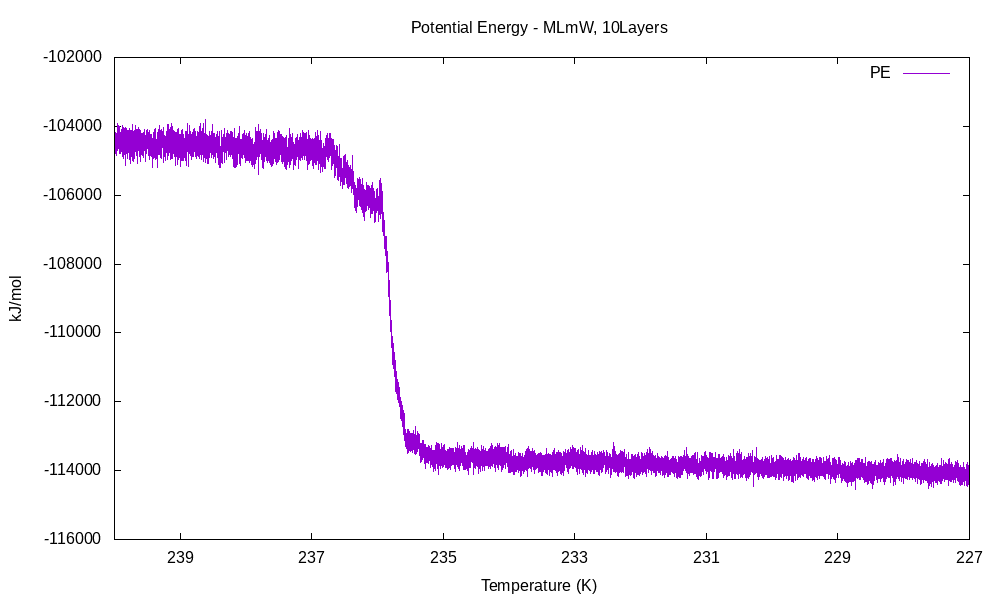 Potential Energy - MLmW, 10Layers
PE
-102000
-104000
-106000
-108000
-110000
-112000
-114000
-116000
kJ/mol
239 237 235 233 231 229 227
Temperature (K)